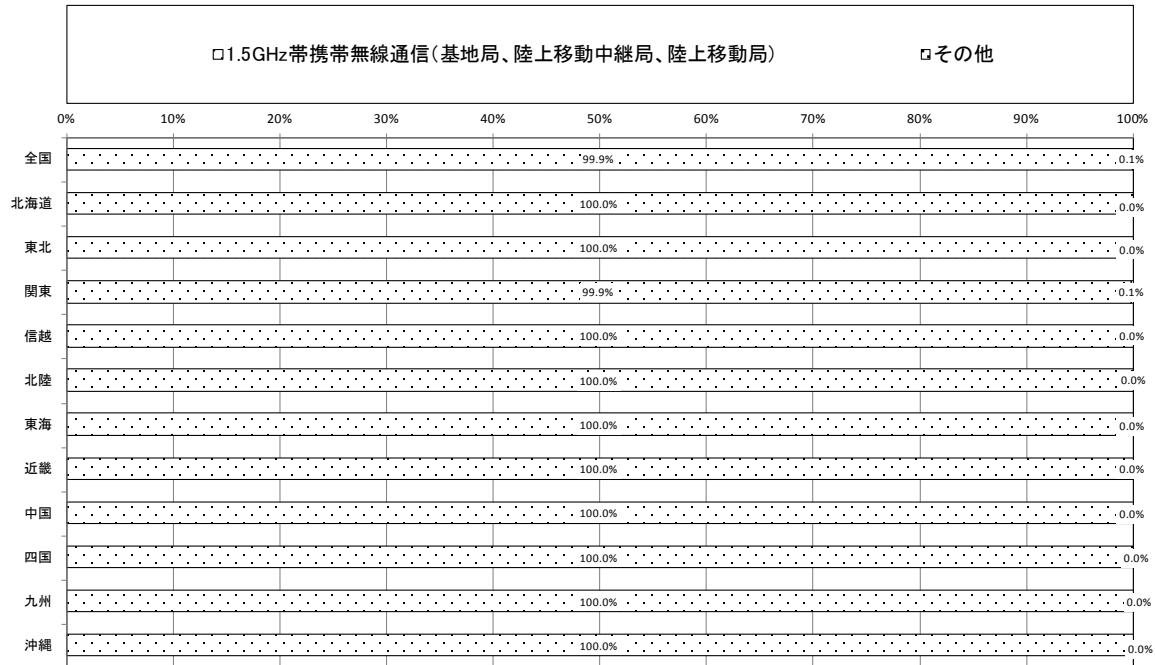 1.5GHz帯携帯無線通信(基地局、陸上移動中継局、陸上移動局) その他
0% 10% 20% 30% 40% 50% 60% 70% 80% 90% 100%
全国 99.9% 0.1%
北海道 100.0% 0.0%
東北 100.0% 0.0%
関東 99.9% 0.1%
信越 100.0% 0.0%
北陸 100.0% 0.0%
東海 100.0% 0.0%
近畿 100.0% 0.0%
中国 100.0% 0.0%
四国 100.0% 0.0%
九州 100.0% 0.0%
沖縄 100.0% 0.0%